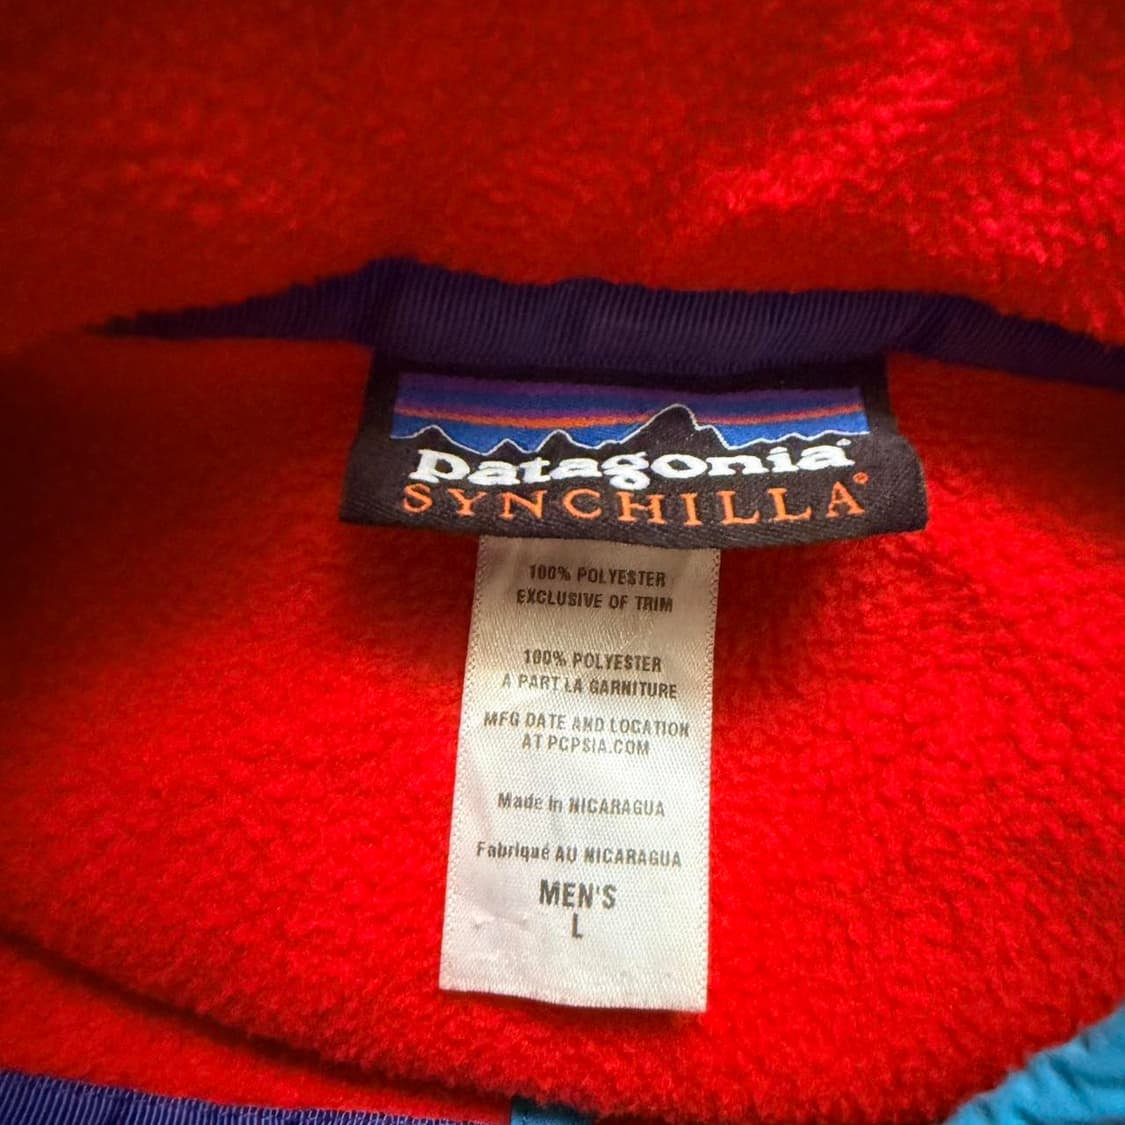 patagonia®
SYNCHILLA®
100% POLYESTER
EXCLUSIVE OF TRIM
100% POLYESTER
A PART LA GARNITURE
MFG DATE AND LOCATION
AT PCPSIA.COM
Made in NICARAGUA
Fabriqué AU NICARAGUA
MEN'S
L